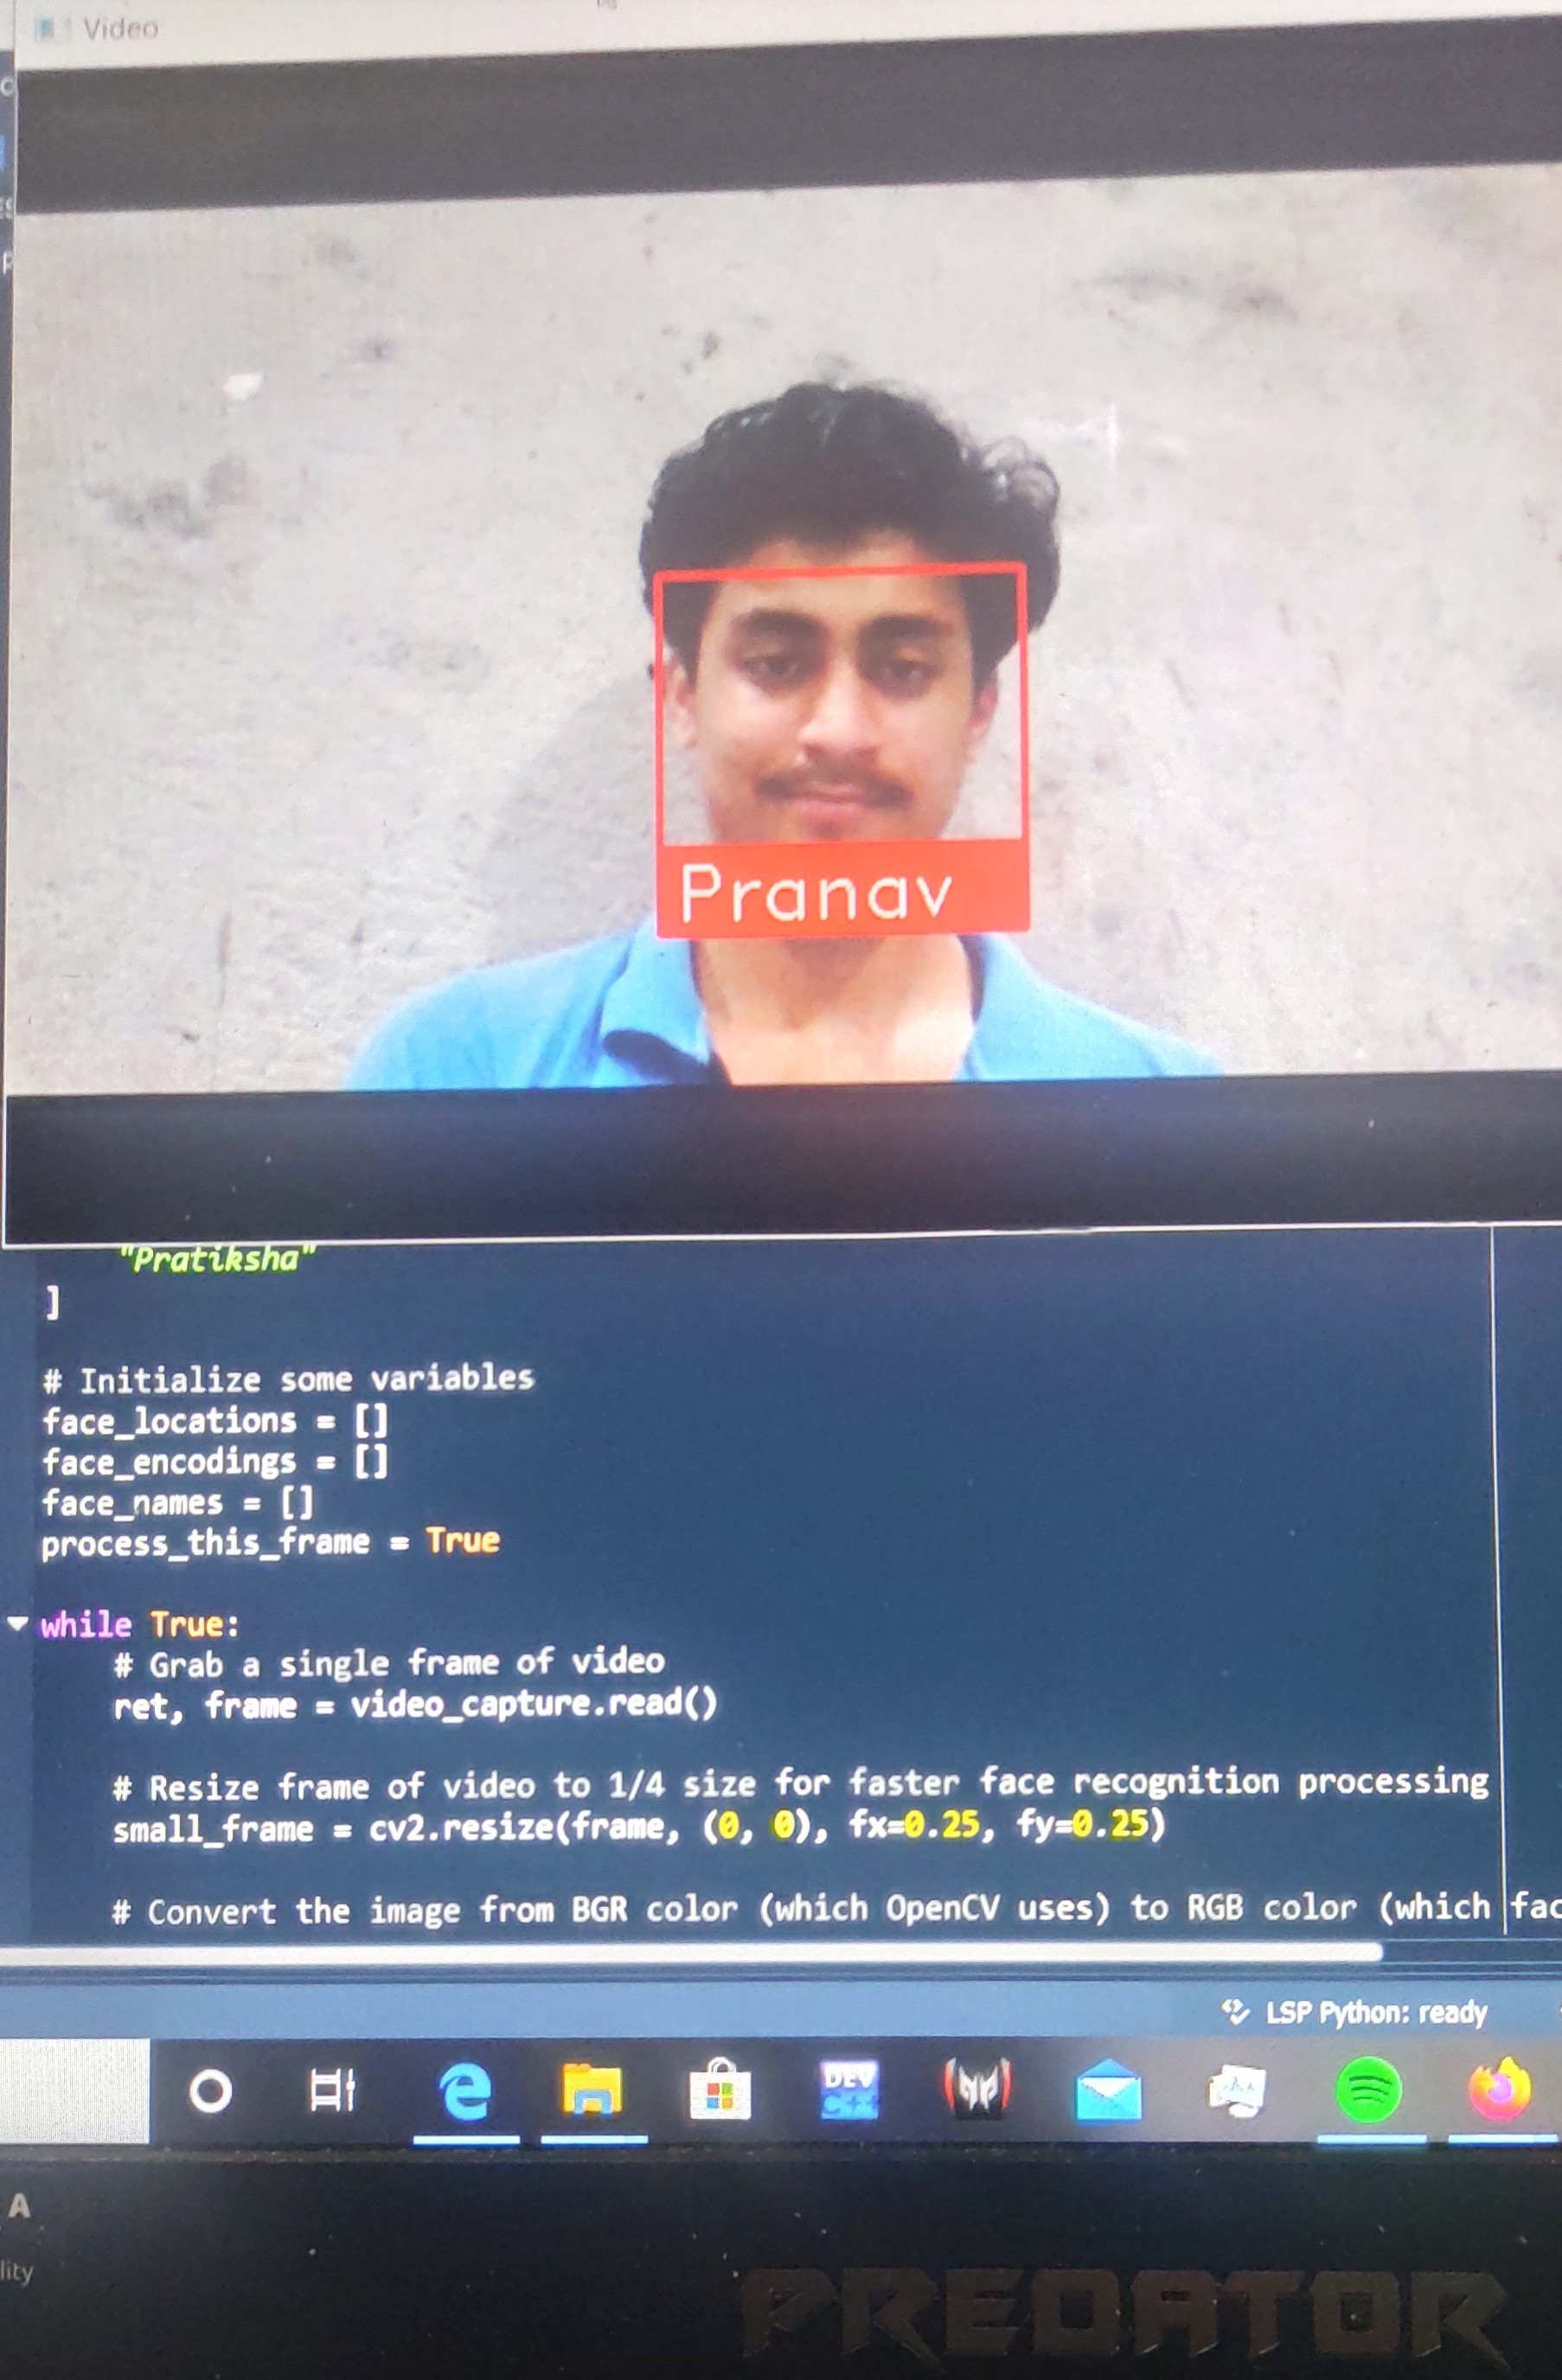 Video
Pranav
"Pratiksha"
]
# Initialize some variables
face_locations = []
face_encodings = []
face_names = []
process_this_frame = True
while True:
# Grab a single frame of video
ret, frame = video_capture.read()
# Resize frame of video to 1/4 size for faster face recognition processing
small_frame = cv2.resize(frame, (0, 0), fx=0.25, fy=0.25)
# Convert the image from BGR color (which OpenCV uses) to RGB color (which fac
LSP Python: ready
DEV
C++
A
lity
PREDATOR